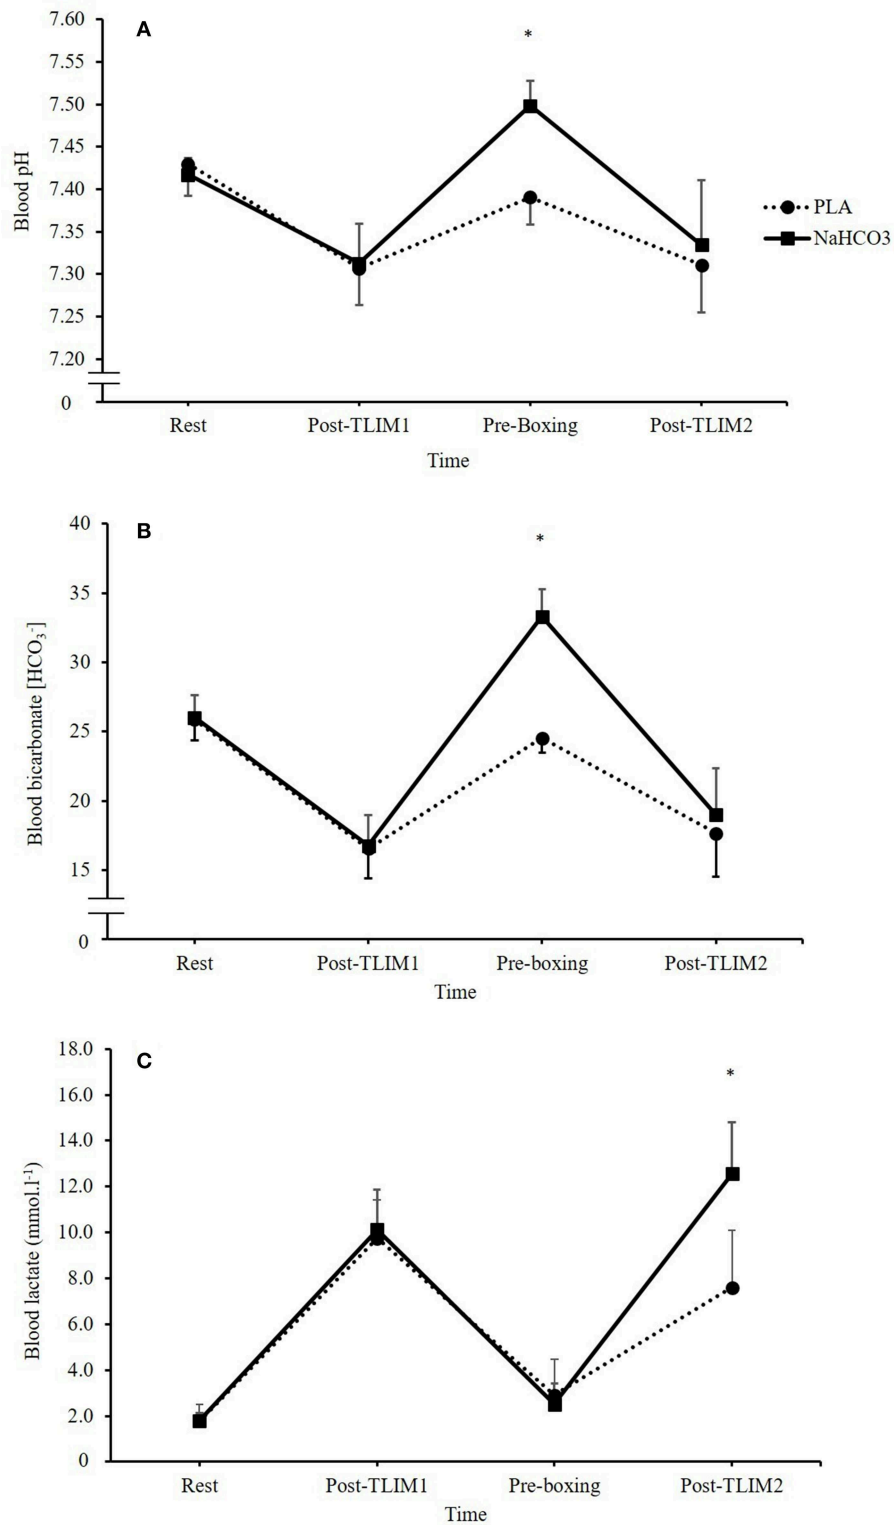 A
*
7.60
7.55
7.50
7.45
7.40
7.35
7.30
7.25
7.20
0
Blood pH
PLA
NaHCO3
Rest Post-TLIM1 Pre-Boxing Post-TLIM2
Time
B
*
40
35
30
25
20
15
0
Blood bicarbonate [HCO₃⁻]
Rest Post-TLIM1 Pre-boxing Post-TLIM2
Time
C
*
18.0
16.0
14.0
12.0
10.0
8.0
6.0
4.0
2.0
0
Blood lactate (mmol.l⁻¹)
Rest Post-TLIM1 Pre-boxing Post-TLIM2
Time